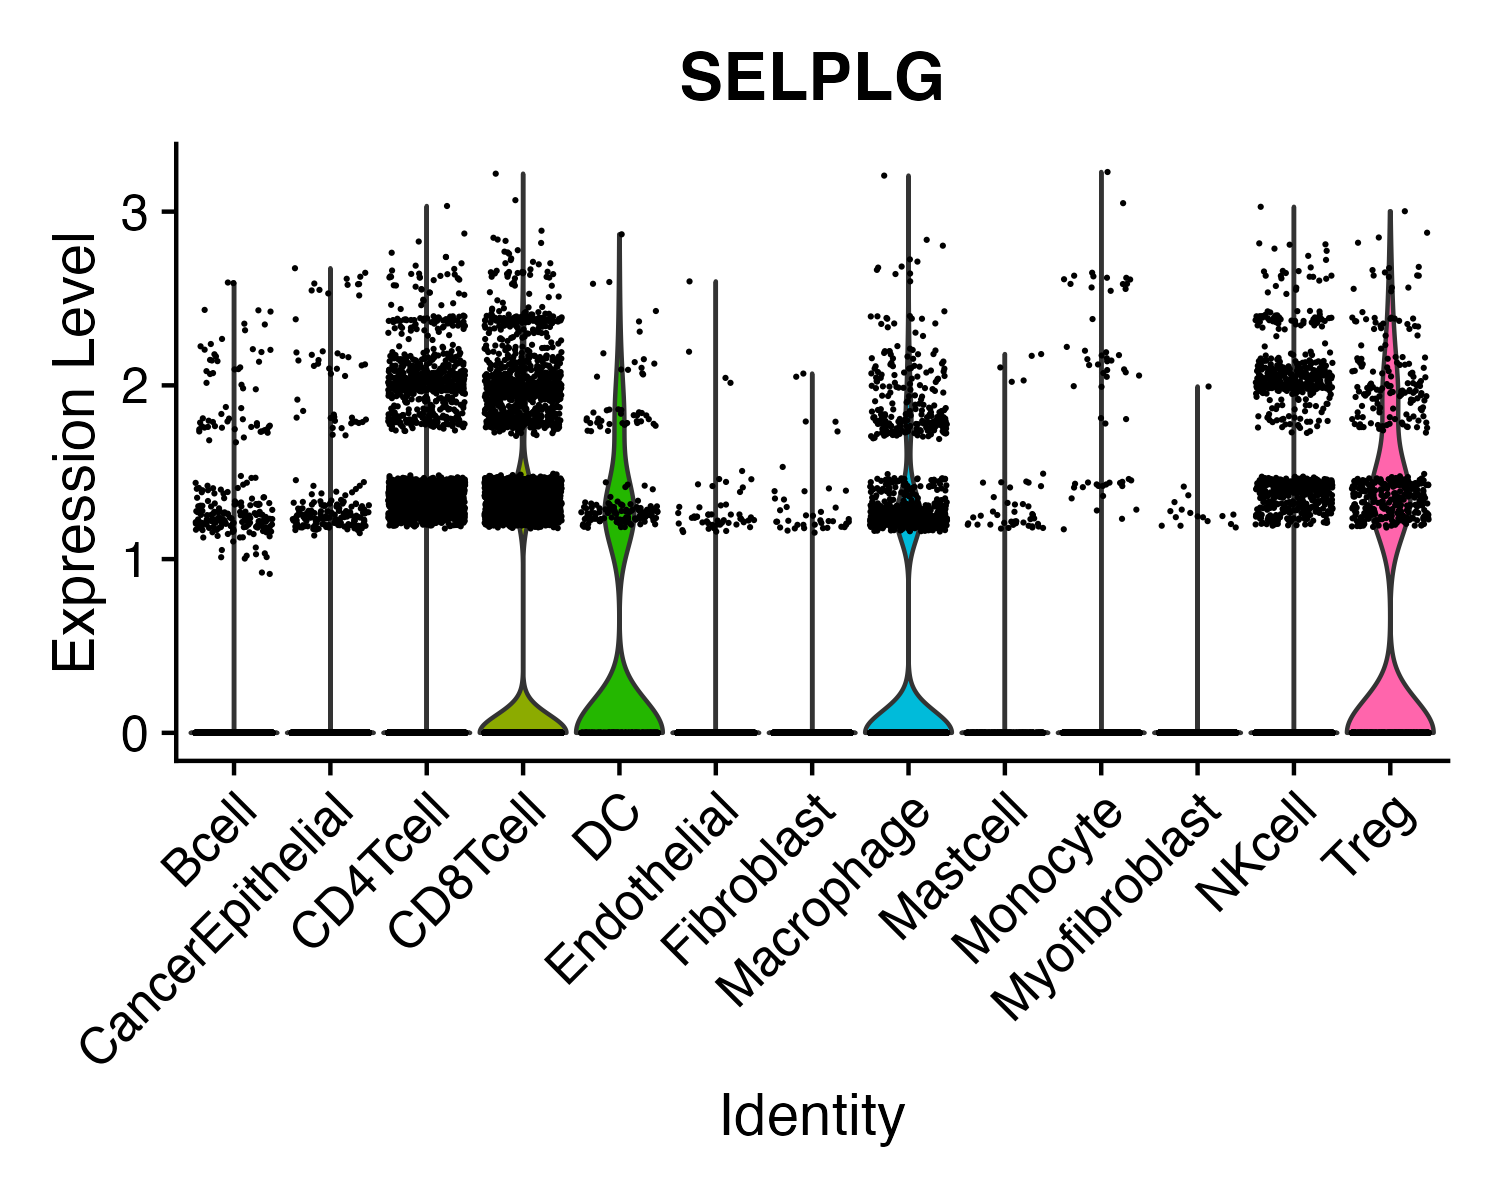 SELPLG
Expression Level
3
2
1
0
Bcell
CancerEpithelial
CD4Tcell
CD8Tcell
DC
Endothelial
Fibroblast
Macrophage
Mastcell
Monocyte
Myofibroblast
NKcell
Treg
Identity